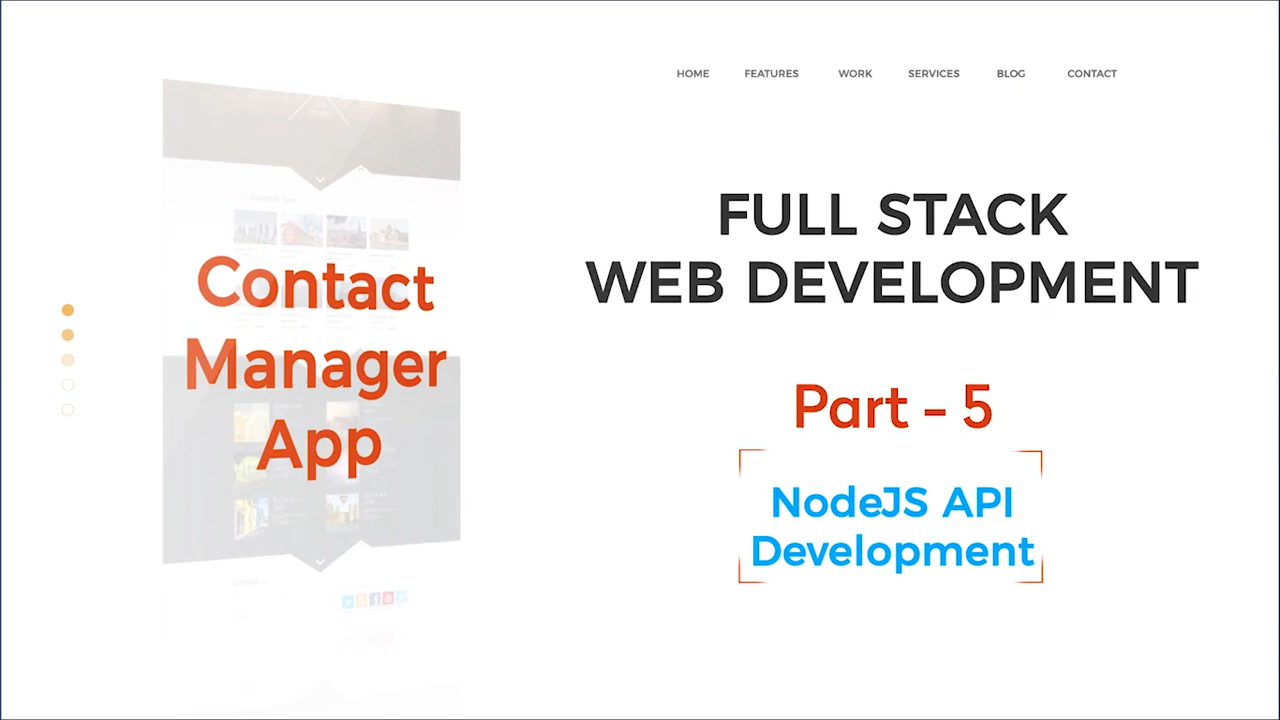 HOME FEATURES WORK SERVICES BLOG CONTACT
FULL STACK
WEB DEVELOPMENT
Contact
Manager
App
Part - 5
NodeJS API
Development